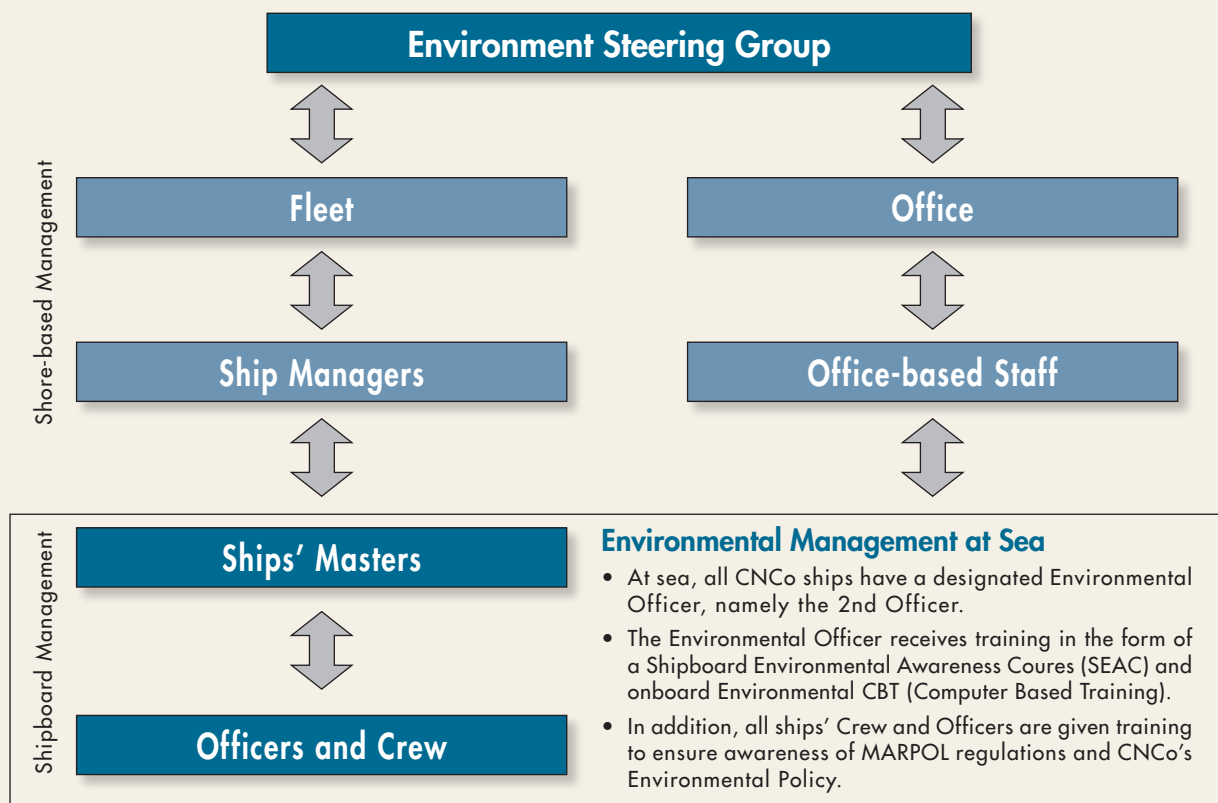 Environment Steering Group
Shore-based Management
Fleet
Office
Ship Managers
Office-based Staff
Shipboard Management
Ships' Masters
Officers and Crew
Environmental Management at Sea
• At sea, all CNCo ships have a designated Environmental
Officer, namely the 2nd Officer.
• The Environmental Officer receives training in the form of
a Shipboard Environmental Awareness Coures (SEAC) and
onboard Environmental CBT (Computer Based Training).
• In addition, all ships' Crew and Officers are given training
to ensure awareness of MARPOL regulations and CNCo's
Environmental Policy.